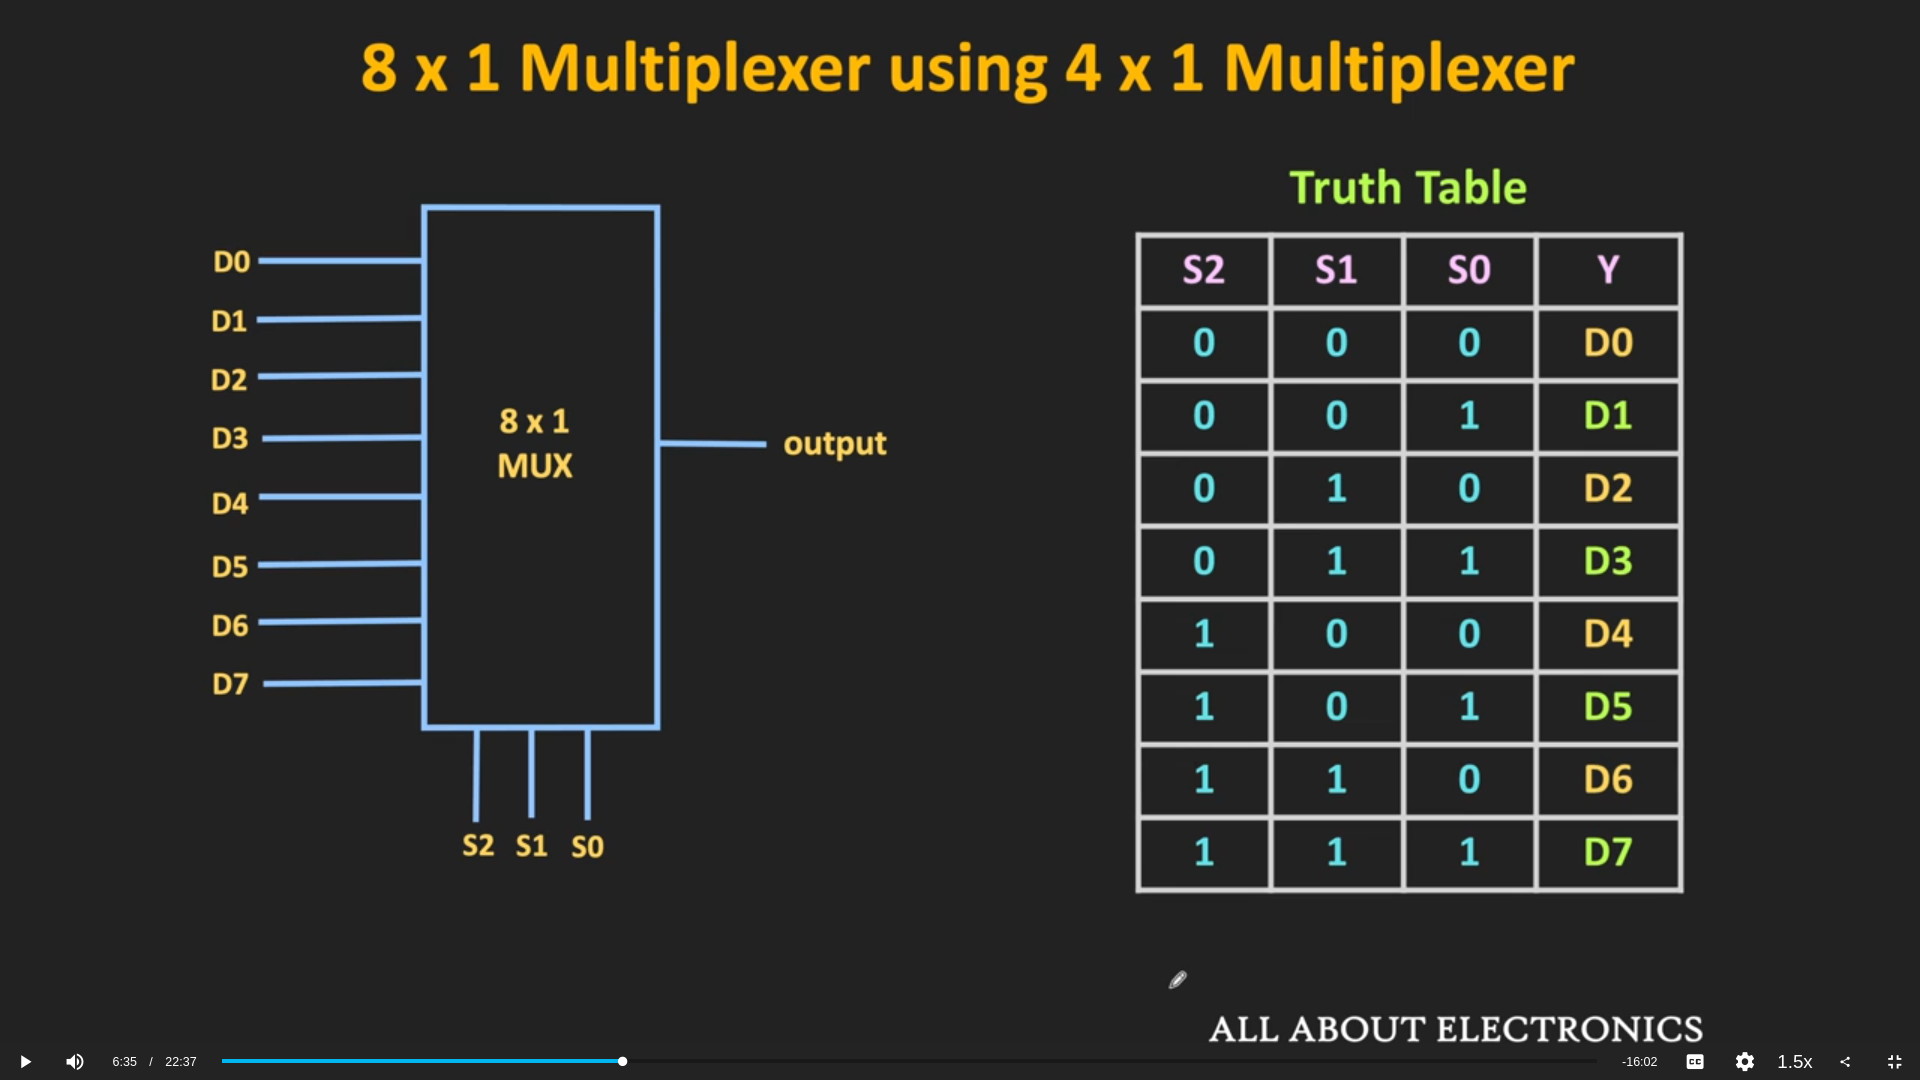 8 x 1 Multiplexer using 4 x 1 Multiplexer
D0
D1
D2
D3
D4
D5
D6
D7
8 x 1
MUX
output
S2 S1 S0
Truth Table
S2 S1 S0 Y
0 0 0 D0
0 0 1 D1
0 1 0 D2
0 1 1 D3
1 0 0 D4
1 0 1 D5
1 1 0 D6
1 1 1 D7
ALL ABOUT ELECTRONICS
6:35 / 22:37 -16:02 CC 1.5x